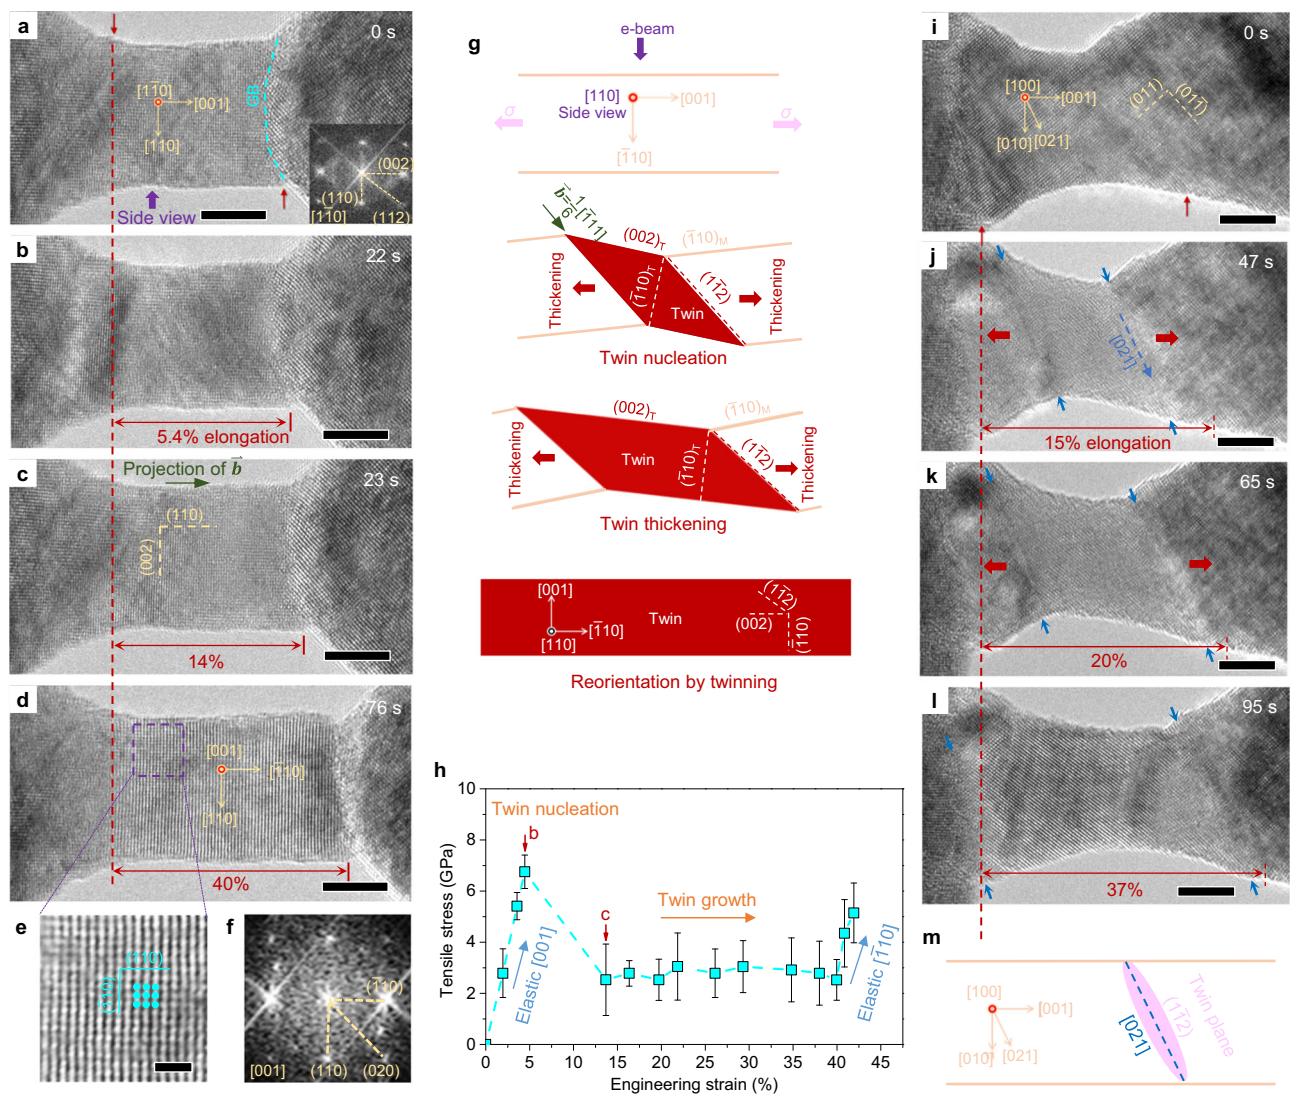 a
0 s
[11̄0]
[001]
[110]
GB
(002)
(110)
[11̄0]
(112)
Side view
b
22 s
5.4% elongation
c
Projection of b⃗
23 s
(110)
(002)
14%
d
76 s
[001]
[1̄10]
[110]
40%
e
(110)
(010)
f
(1̄10)
[001]
(110)
(020)
g
e-beam
[110]
Side view
[001]
σ
σ
[1̄10]
b⃗=1/6[1̄11]
(002)T
(1̄10)M
Thickening
(1̄10)T
Twin
(11̄2)
Thickening
Twin nucleation
(002)T
(1̄10)M
Thickening
Twin
(1̄10)T
(11̄2)
Thickening
Twin thickening
[001]
[1̄10]
[110]
Twin
(11̄2)
(002)
(110)
Reorientation by twinning
h
Twin nucleation
b
c
Twin growth
Elastic [001]
Elastic [1̄10]
Tensile stress (GPa)
10
8
6
4
2
0
0 5 10 15 20 25 30 35 40 45
Engineering strain (%)
i
0 s
[100]
[001]
[010]
[021]
(011)
(011̄)
j
47 s
[021]
15% elongation
k
65 s
20%
l
95 s
37%
m
[100]
[001]
[010]
[021]
[021]
(11̄2)
Twin plane